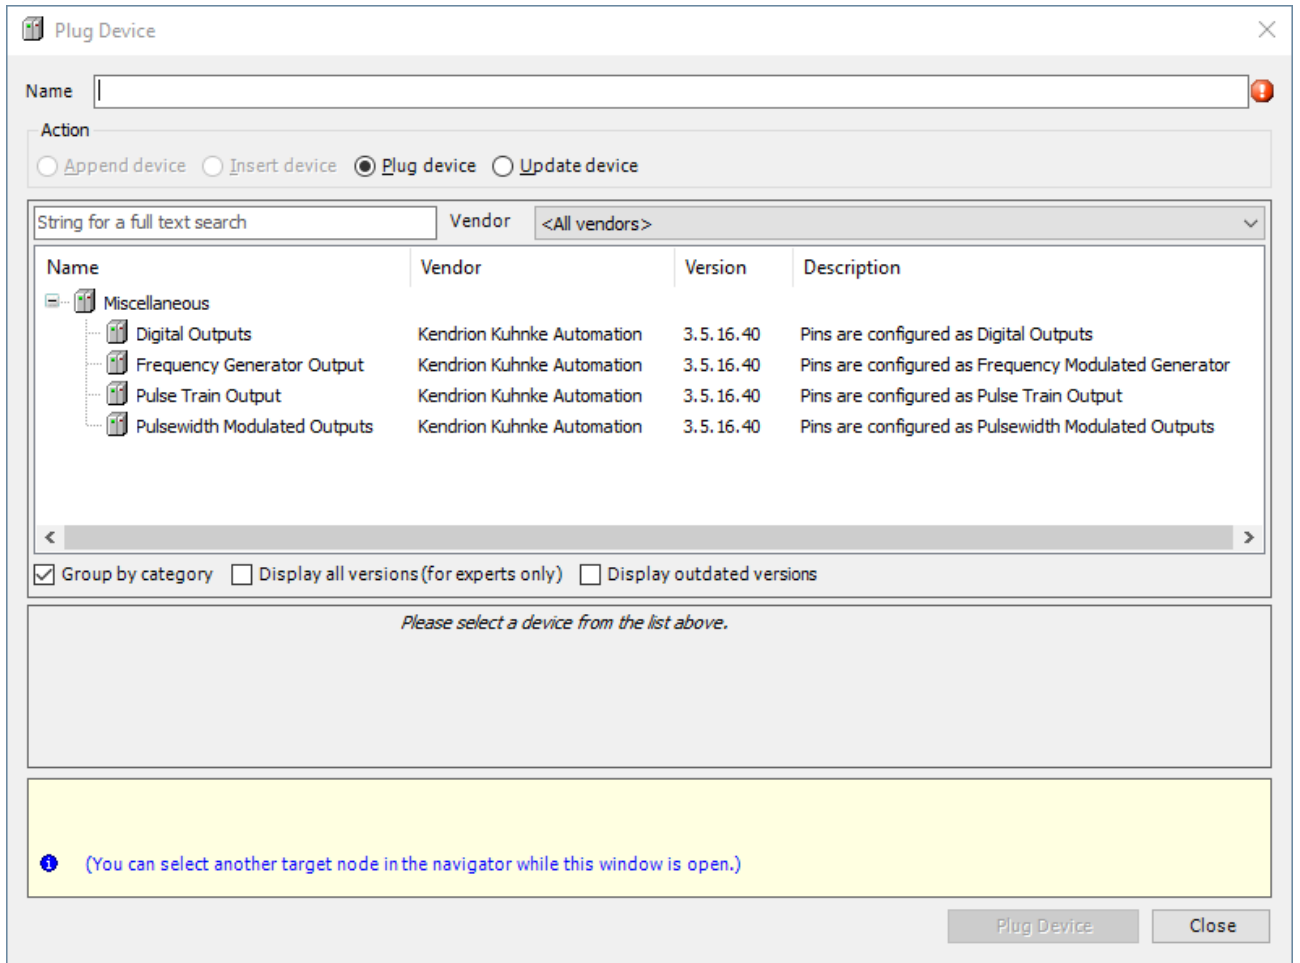 Plug Device
Name
Action
Append device Insert device Plug device Update device
String for a full text search Vendor <All vendors>
Name Vendor Version Description
Miscellaneous
Digital Outputs Kendrion Kuhnke Automation 3.5.16.40 Pins are configured as Digital Outputs
Frequency Generator Output Kendrion Kuhnke Automation 3.5.16.40 Pins are configured as Frequency Modulated Generator
Pulse Train Output Kendrion Kuhnke Automation 3.5.16.40 Pins are configured as Pulse Train Output
Pulsewidth Modulated Outputs Kendrion Kuhnke Automation 3.5.16.40 Pins are configured as Pulsewidth Modulated Outputs
Group by category Display all versions (for experts only) Display outdated versions
Please select a device from the list above.
(You can select another target node in the navigator while this window is open.)
Plug Device Close